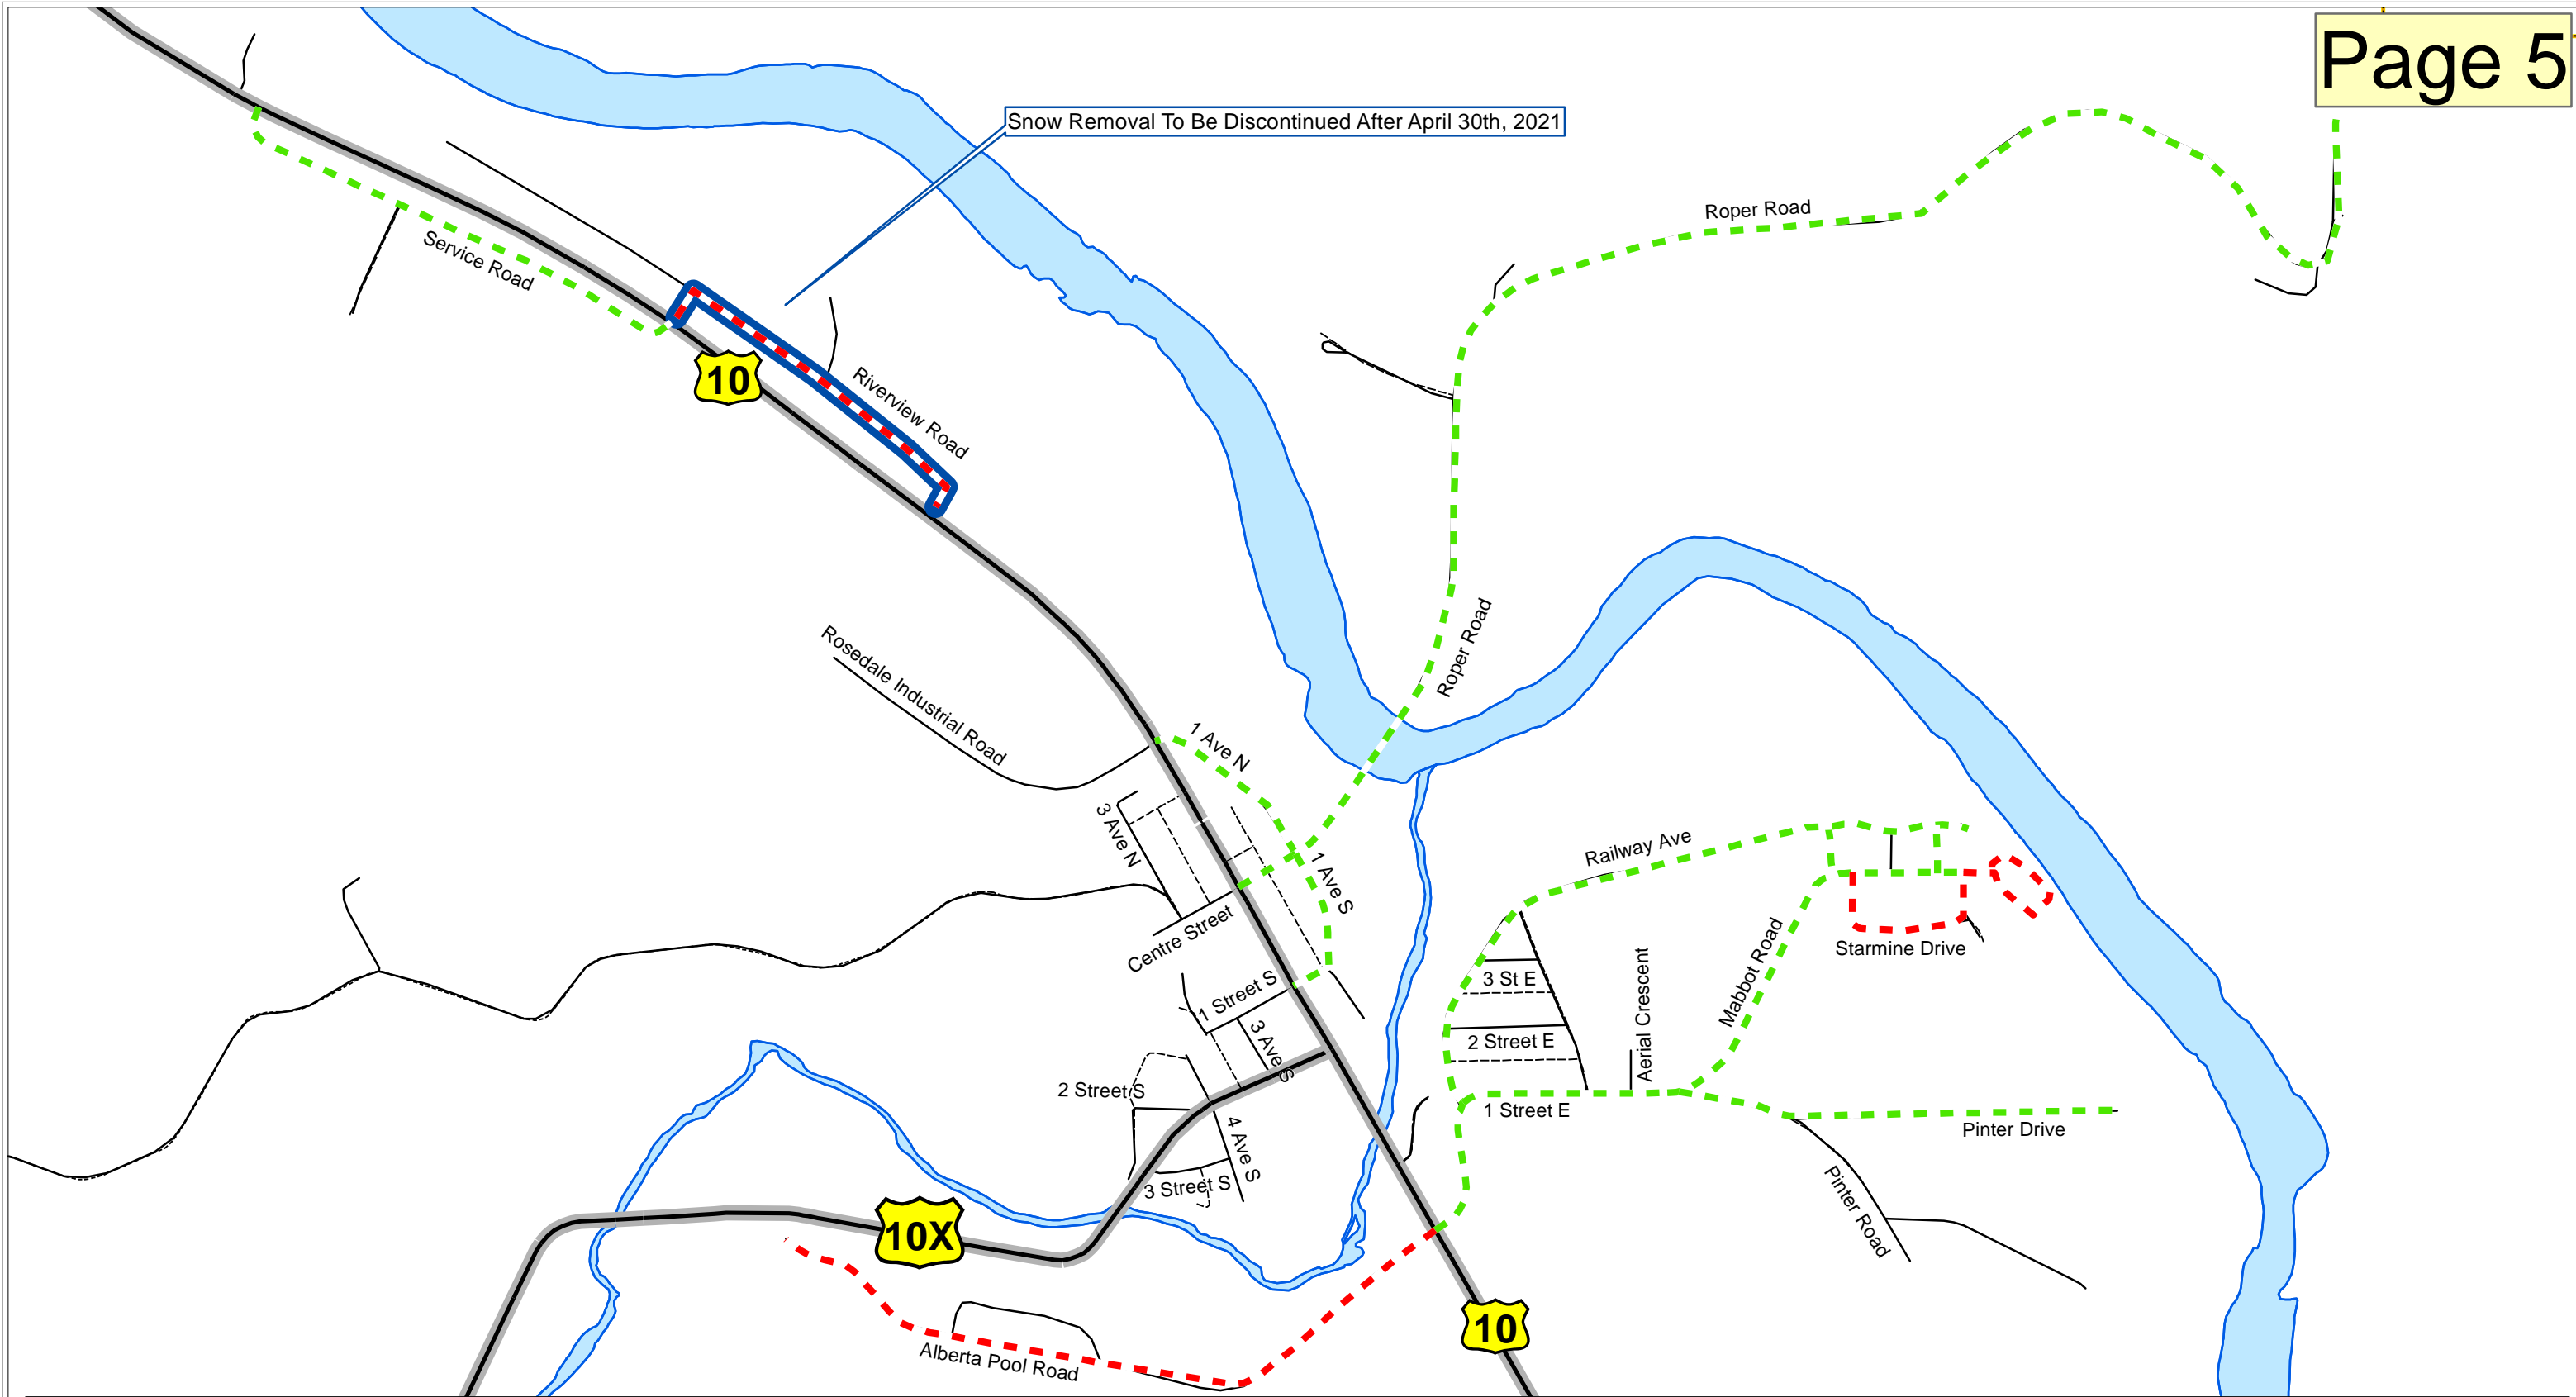 Page 5
Snow Removal To Be Discontinued After April 30th, 2021
Roper Road
Service Road
10
Riverview Road
Roper Road
Rosedale Industrial Road
1 Ave N
3 Ave N
1 Ave S
Railway Ave
Centre Street
Starmine Drive
Mabbot Road
3 St E
1 Street S
3 Ave S
2 Street E
Aerial Crescent
2 Street S
1 Street E
Pinter Drive
4 Ave S
3 Street S
Pinter Road
10X
10
Alberta Pool Road